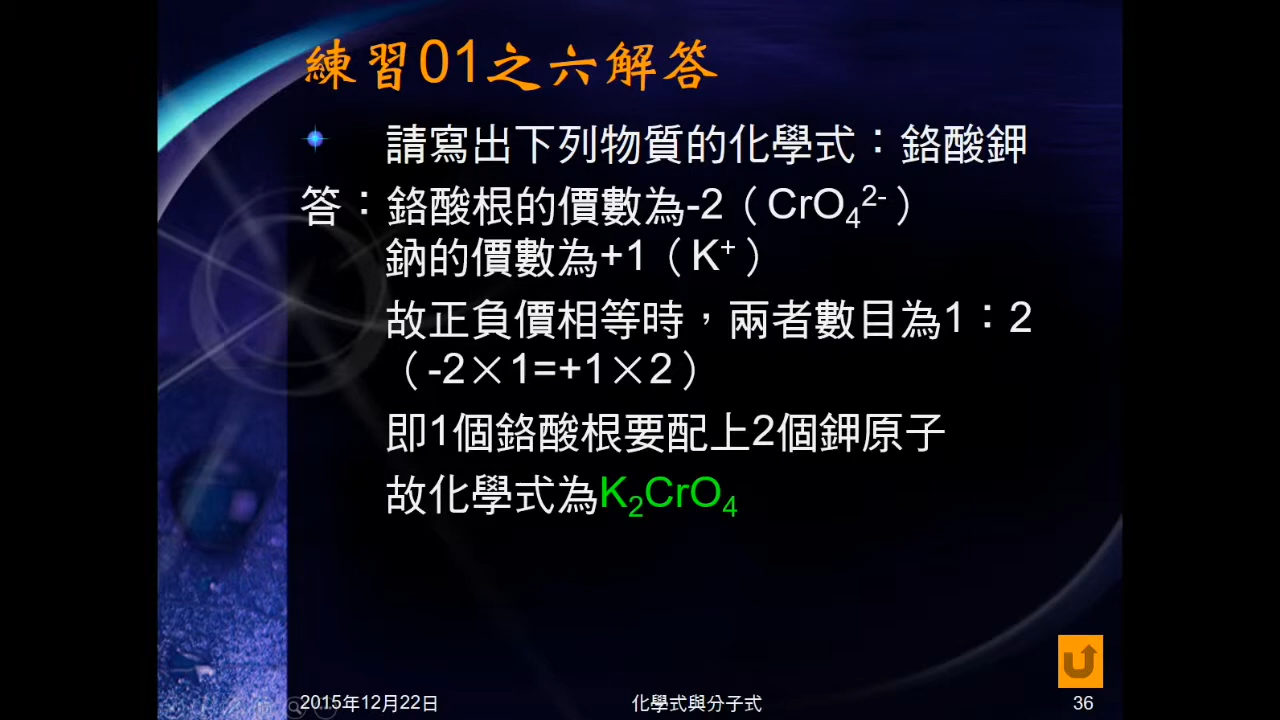 練習01之六解答
請寫出下列物質的化學式：鉻酸鉀
答：鉻酸根的價數為-2（CrO₄²⁻）
鈉的價數為+1（K⁺）
故正負價相等時，兩者數目為1：2
（-2×1=+1×2）
即1個鉻酸根要配上2個鉀原子
故化學式為K₂CrO₄
2015年12月22日
化學式與分子式
36